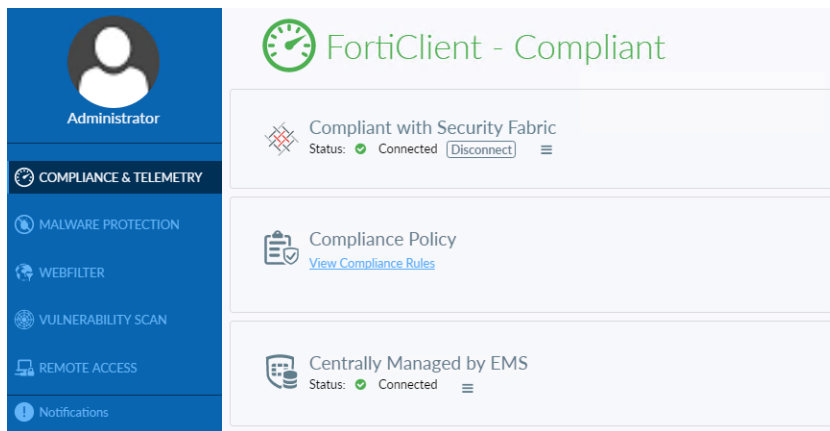 Administrator
COMPLIANCE & TELEMETRY
MALWARE PROTECTION
WEBFILTER
VULNERABILITY SCAN
REMOTE ACCESS
Notifications
FortiClient - Compliant
Compliant with Security Fabric
Status: Connected Disconnect
Compliance Policy
View Compliance Rules
Centrally Managed by EMS
Status: Connected